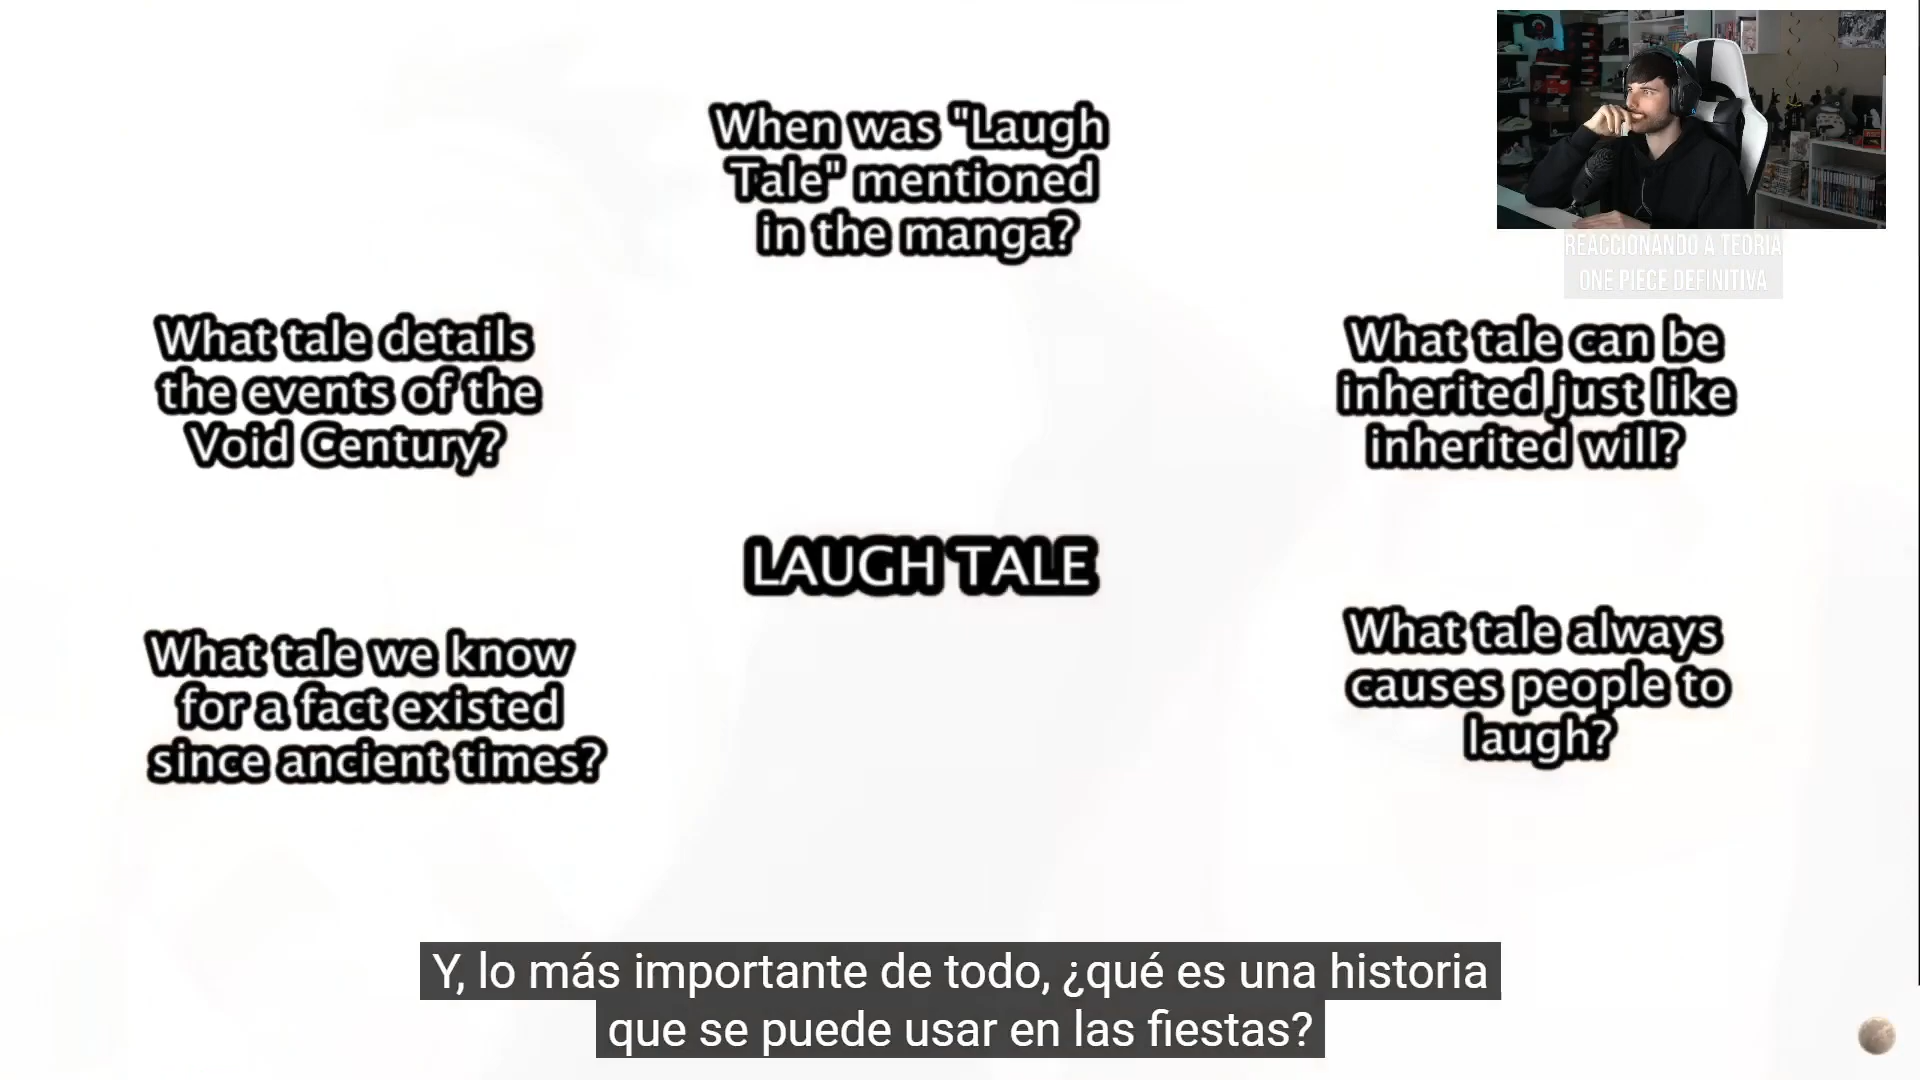 When was "Laugh
Tale" mentioned
in the manga?
REACCIONANDO A TEORIA
ONE PIECE DEFINITIVA
What tale details
the events of the
Void Century?
What tale can be
inherited just like
inherited will?
LAUGH TALE
What tale we know
for a fact existed
since ancient times?
What tale always
causes people to
laugh?
Y, lo más importante de todo, ¿qué es una historia
que se puede usar en las fiestas?